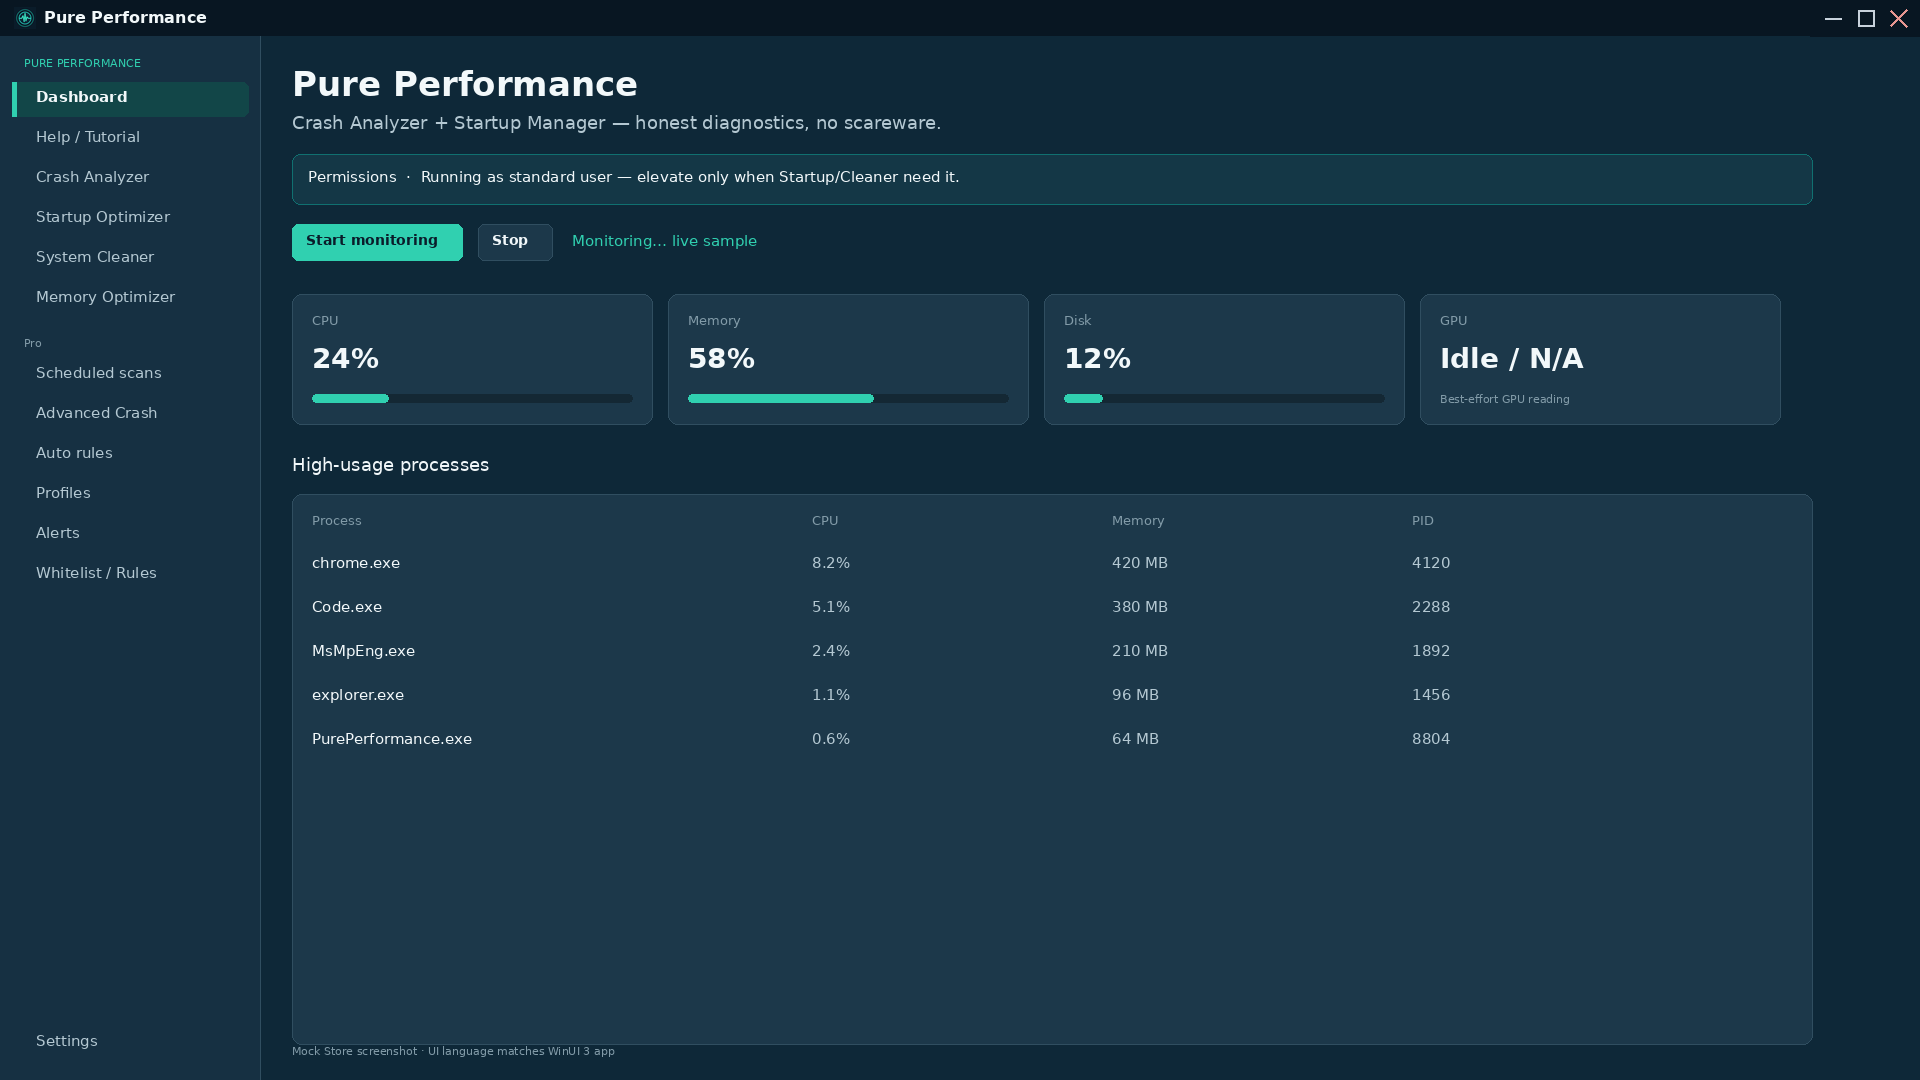 Pure Performance
PURE PERFORMANCE
Dashboard
Help / Tutorial
Crash Analyzer
Startup Optimizer
System Cleaner
Memory Optimizer
Pro
Scheduled scans
Advanced Crash
Auto rules
Profiles
Alerts
Whitelist / Rules
Settings
Pure Performance
Crash Analyzer + Startup Manager — honest diagnostics, no scareware.
Permissions · Running as standard user — elevate only when Startup/Cleaner need it.
Start monitoring Stop Monitoring... live sample
CPU Memory Disk GPU
24% 58% 12% Idle / N/A
Best-effort GPU reading
High-usage processes
Process CPU Memory PID
chrome.exe 8.2% 420 MB 4120
Code.exe 5.1% 380 MB 2288
MsMpEng.exe 2.4% 210 MB 1892
explorer.exe 1.1% 96 MB 1456
PurePerformance.exe 0.6% 64 MB 8804
Mock Store screenshot · UI language matches WinUI 3 app